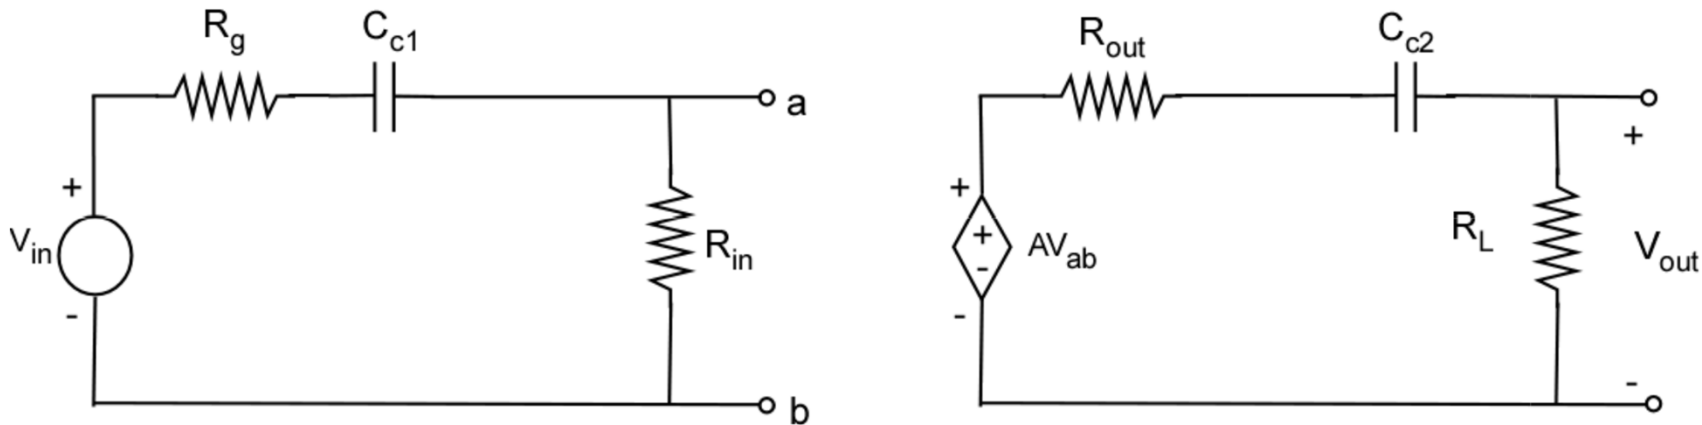 Rg
Cc1
a
+
Vin
-
Rin
b
Rout
Cc2
+
+
+
-
AVab
RL
Vout
-
-